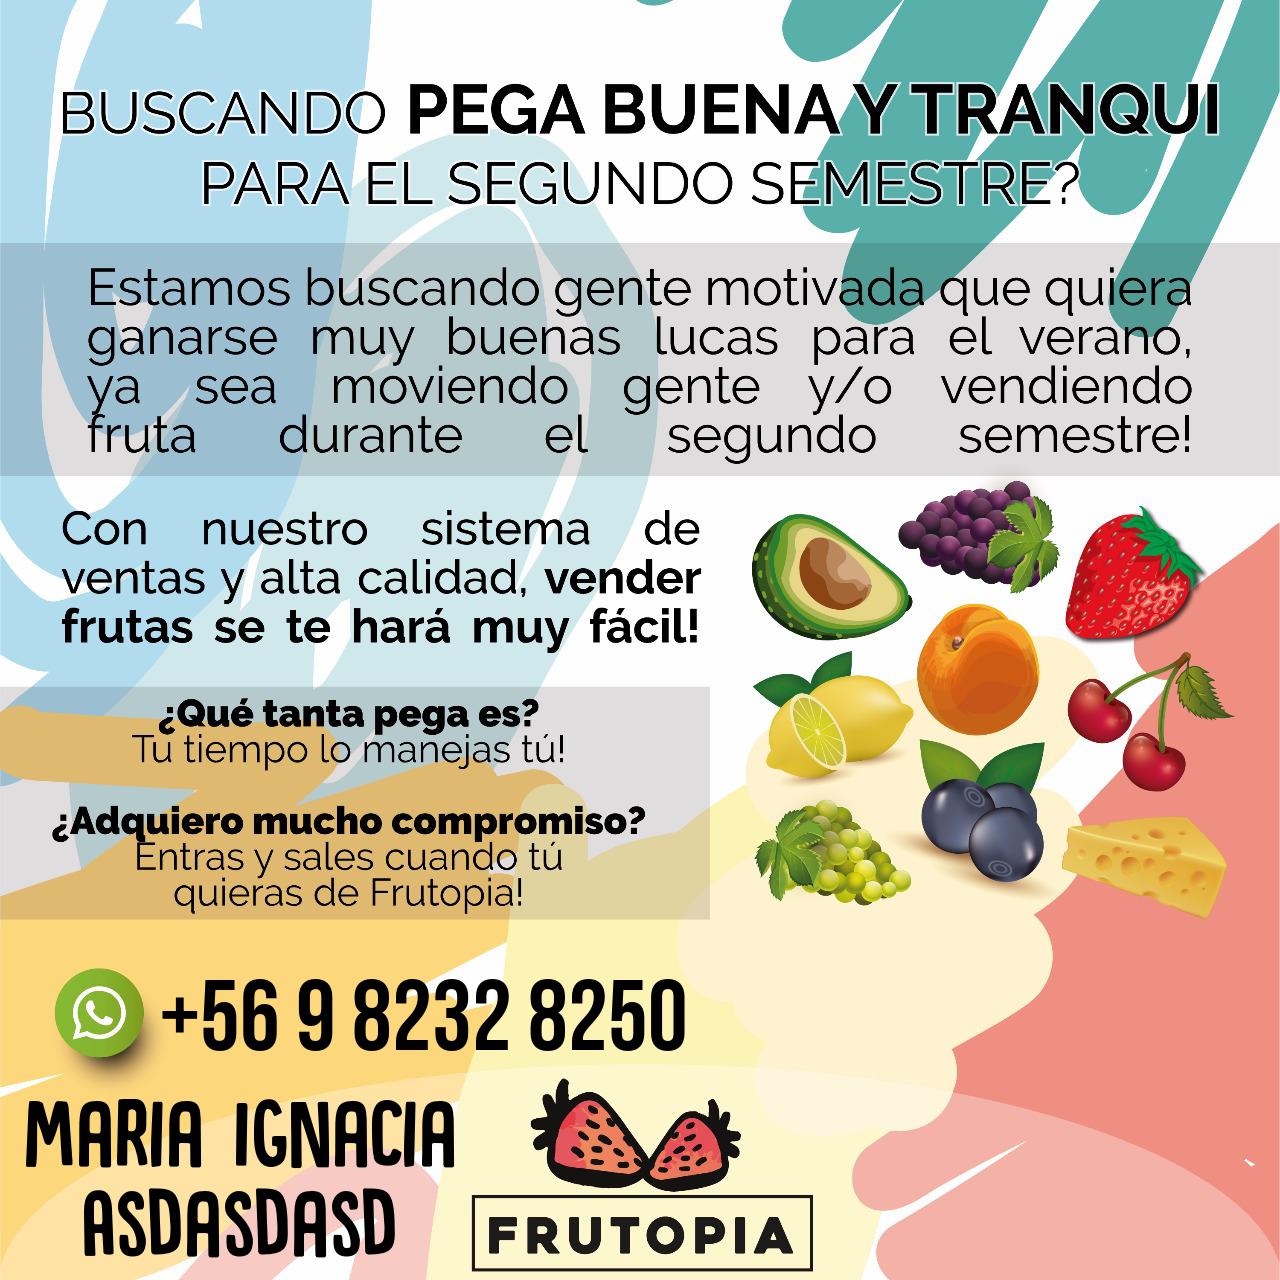 BUSCANDO PEGA BUENA Y TRANQUI
PARA EL SEGUNDO SEMESTRE?
Estamos buscando gente motivada que quiera
ganarse muy buenas lucas para el verano,
ya sea moviendo gente y/o vendiendo
fruta durante el segundo semestre!
Con nuestro sistema de
ventas y alta calidad, vender
frutas se te hará muy fácil!
¿Qué tanta pega es?
Tu tiempo lo manejas tú!
¿Adquiero mucho compromiso?
Entras y sales cuando tú
quieras de Frutopia!
+56 9 8232 8250
MARIA IGNACIA
ASDASDASD
FRUTOPIA